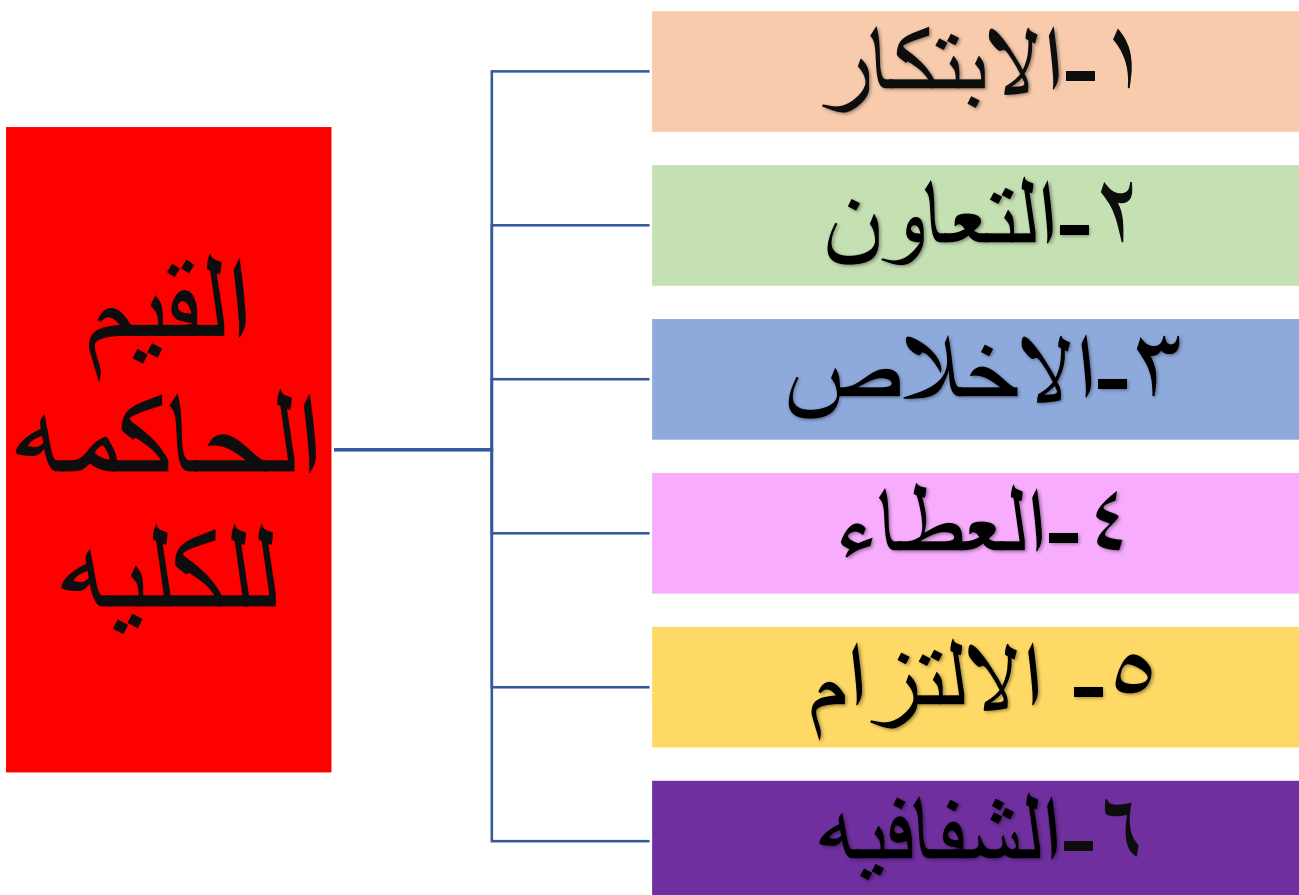 القيم
الحاكمه
للكليه
١-الابتكار
٢-التعاون
٣-الاخلاص
٤-العطاء
٥- الالتزام
٦-الشفافيه